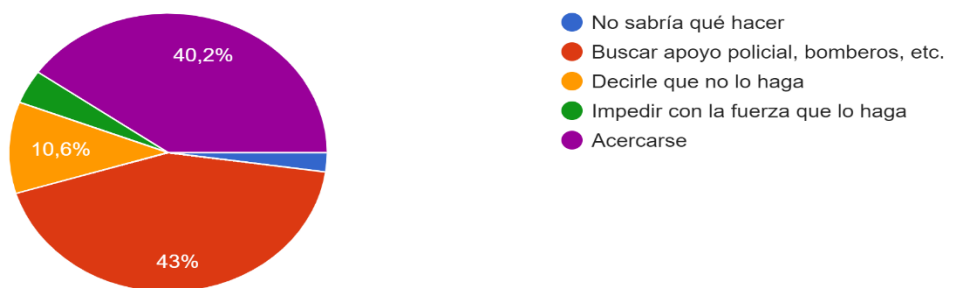 40,2%
10,6%
43%
No sabría qué hacer
Buscar apoyo policial, bomberos, etc.
Decirle que no lo haga
Impedir con la fuerza que lo haga
Acercarse